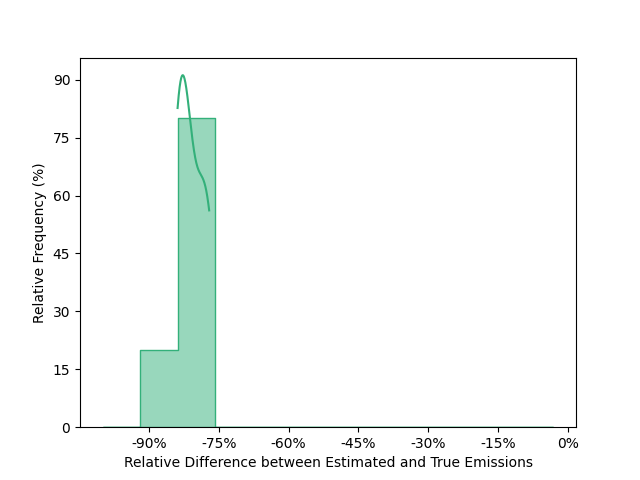 90
75
60
45
30
15
0
Relative Frequency (%)
-90% -75% -60% -45% -30% -15% 0%
Relative Difference between Estimated and True Emissions